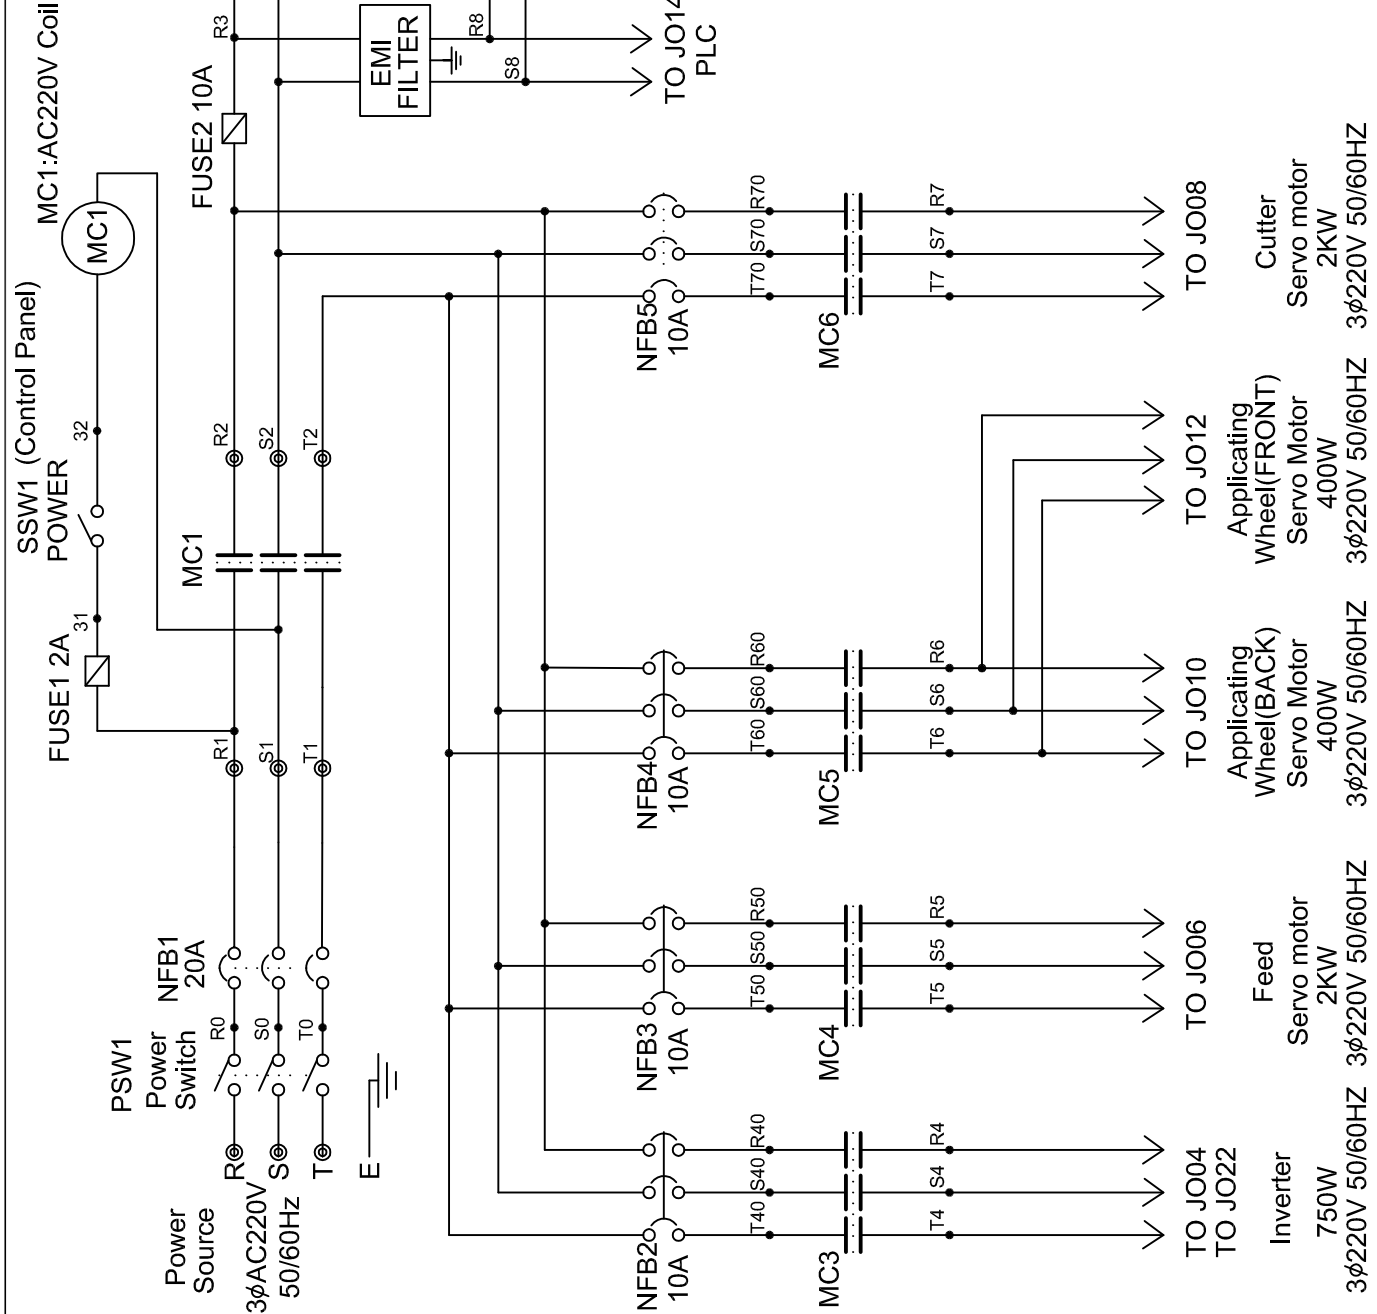 MC1:AC220V Coil
SSW1 (Control Panel)
POWER
FUSE1 2A
31
32
MC1
FUSE2 10A
R3
EMI
FILTER
R8
S8
TO JO14
PLC
Power
Source
3ϕAC220V
50/60Hz
R
S
T
E
PSW1
Power
Switch
R0
S0
T0
NFB1
20A
R1
S1
T1
MC1
R2
S2
T2
NFB2
10A
T40
S40
R40
MC3
T4
S4
R4
TO JO04
TO JO22
Inverter
750W
3ϕ220V 50/60HZ
NFB3
10A
T50
S50
R50
MC4
T5
S5
R5
TO JO06
Feed
Servo motor
2KW
3ϕ220V 50/60HZ
NFB4
10A
T60
S60
R60
MC5
T6
S6
R6
TO JO10
Applicating
Wheel(BACK)
Servo Motor
400W
3ϕ220V 50/60HZ
TO JO12
Applicating
Wheel(FRONT)
Servo Motor
400W
3ϕ220V 50/60HZ
NFB5
10A
T70
S70
R70
MC6
T7
S7
R7
TO JO08
Cutter
Servo motor
2KW
3ϕ220V 50/60HZ